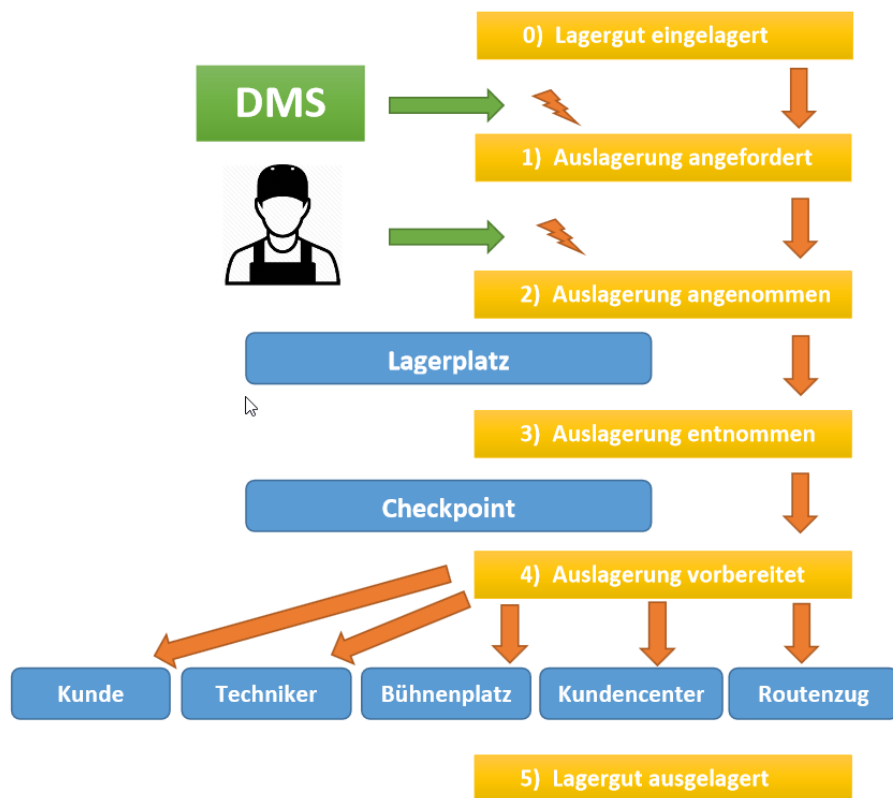 0) Lagergut eingelagert
DMS
1) Auslagerung angefordert
2) Auslagerung angenommen
Lagerplatz
3) Auslagerung entnommen
Checkpoint
4) Auslagerung vorbereitet
Kunde
Techniker
Bühnenplatz
Kundencenter
Routenzug
5) Lagergut ausgelagert